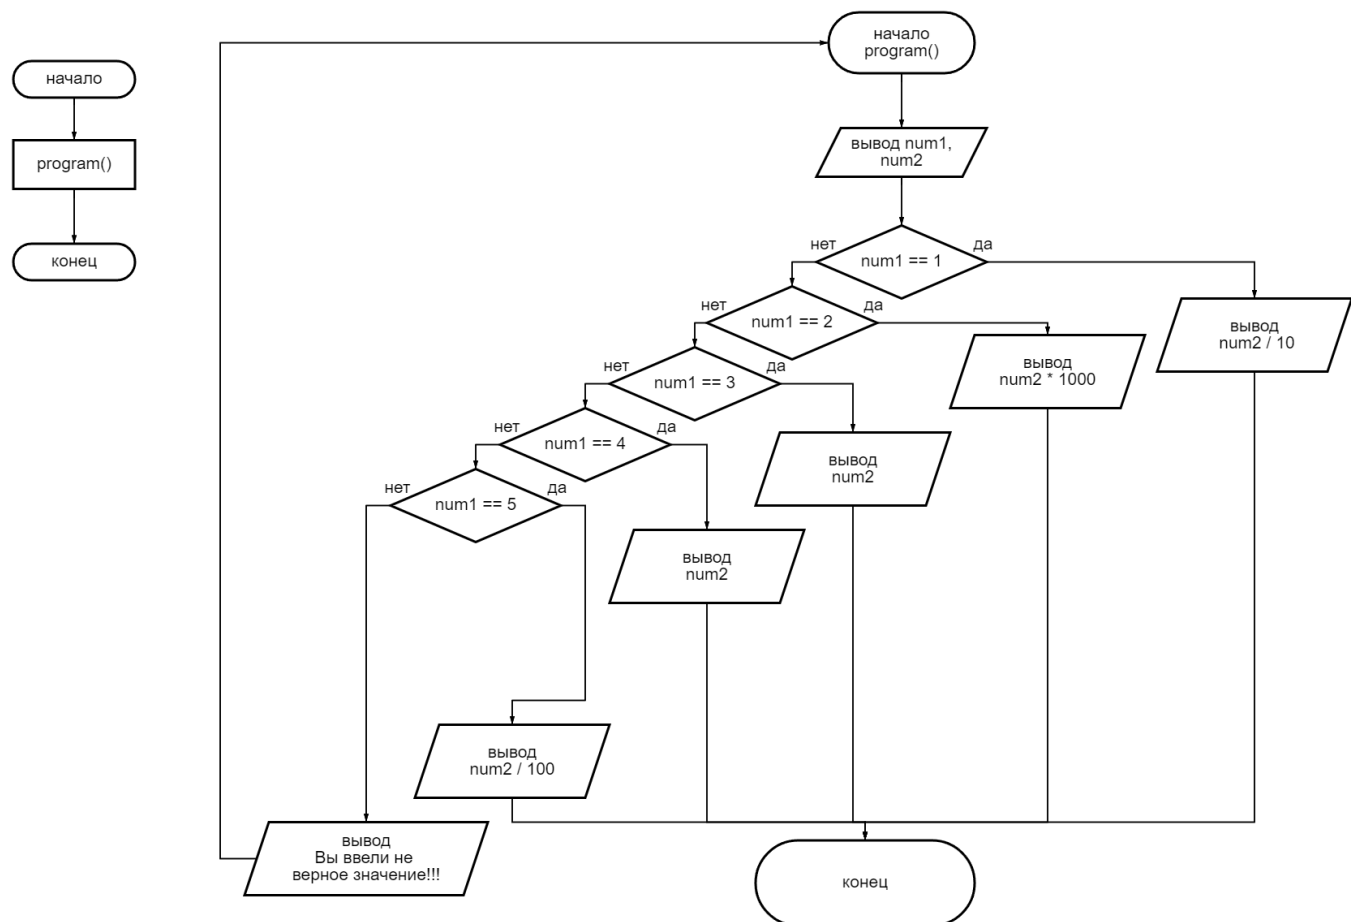 начало
program()
конец
начало
program()
вывод num1,
num2
нет
да
num1 == 1
нет
да
num1 == 2
вывод
num2 / 10
нет
да
num1 == 3
вывод
num2 * 1000
нет
да
num1 == 4
вывод
num2
нет
да
num1 == 5
вывод
num2
вывод
num2 / 100
вывод
Вы ввели не
верное значение!!!
конец